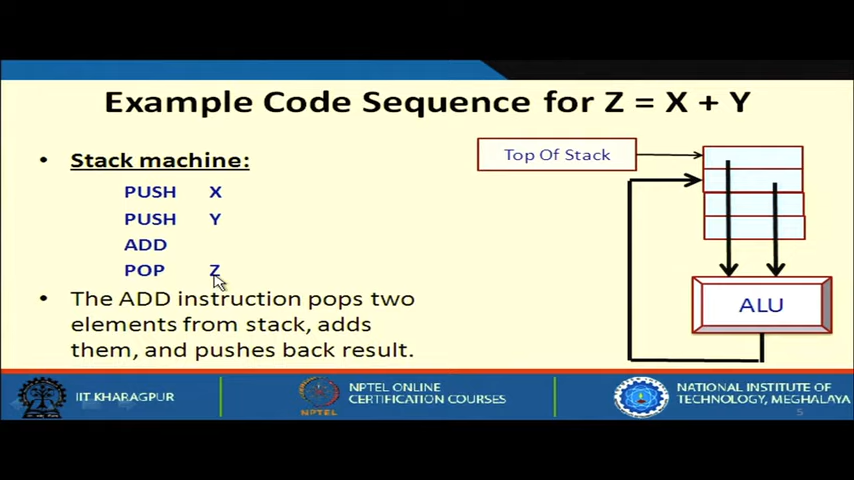 Example Code Sequence for Z = X + Y
• Stack machine:
PUSH X
PUSH Y
ADD
POP Z
• The ADD instruction pops two
elements from stack, adds
them, and pushes back result.
Top Of Stack
ALU
IIT KHARAGPUR
NPTEL
NPTEL ONLINE
CERTIFICATION COURSES
NATIONAL INSTITUTE OF
TECHNOLOGY, MEGHALAYA
5